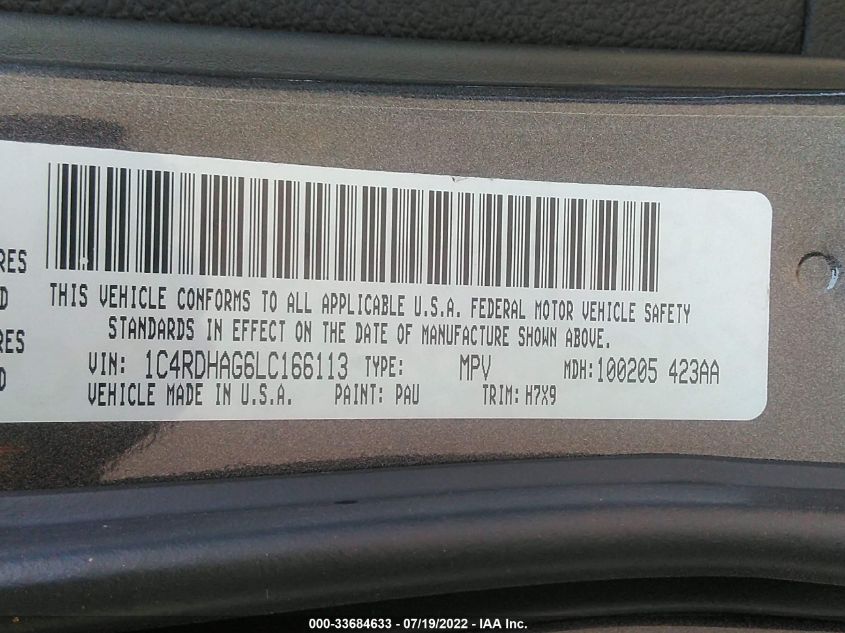 RES
D
RES
D
THIS VEHICLE CONFORMS TO ALL APPLICABLE U.S.A. FEDERAL MOTOR VEHICLE SAFETY
STANDARDS IN EFFECT ON THE DATE OF MANUFACTURE SHOWN ABOVE.
VIN: 1C4RDHAG6LC166113 TYPE: MPV MDH:100205 423AA
VEHICLE MADE IN U.S.A. PAINT: PAU TRIM: H7X9
000-33684633 - 07/19/2022 - IAA Inc.